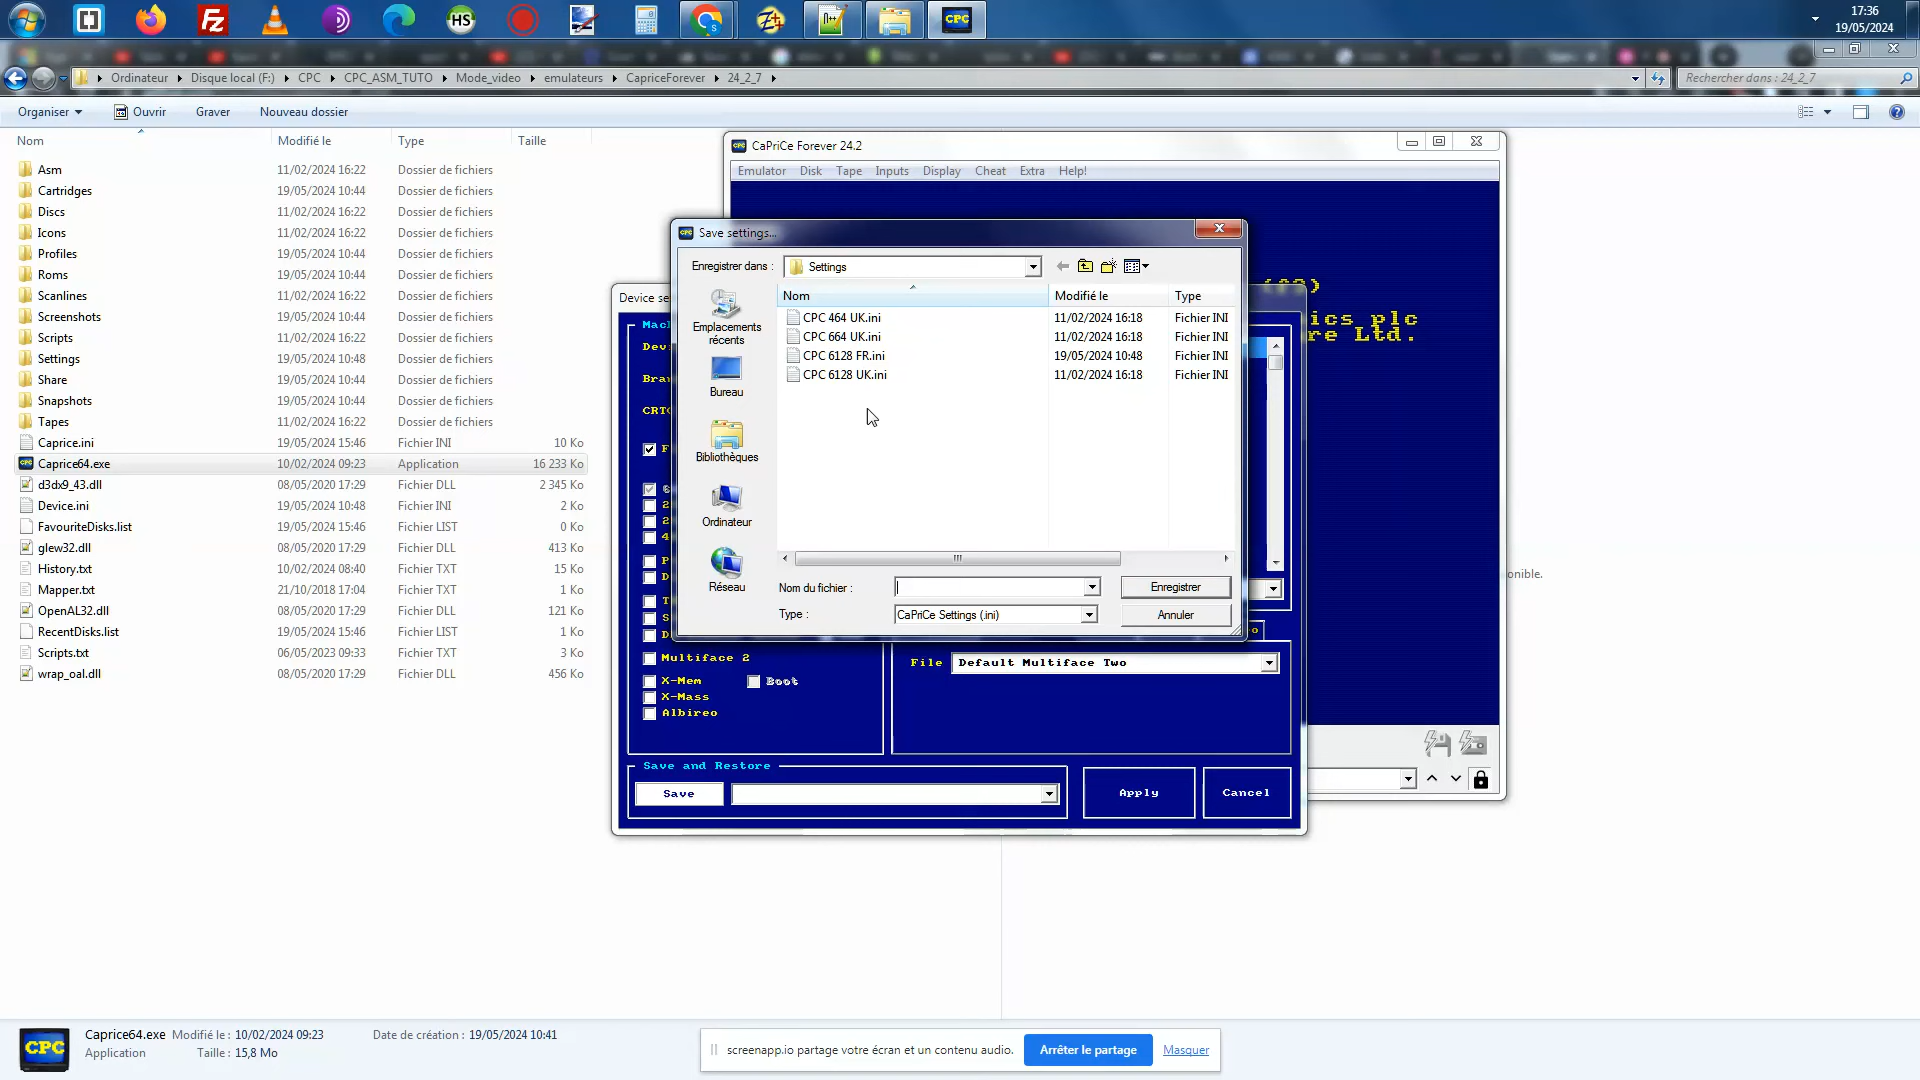 17:36
19/05/2024
Ordinateur
Disque local (F:)
CPC
CPC_ASM_TUTO
Mode_video
emulateurs
CapriceForever
24_2_7
Rechercher dans : 24_2_7
Organiser
Ouvrir
Graver
Nouveau dossier
Nom Modifié le Type Taille
Asm 11/02/2024 16:22 Dossier de fichiers
Cartridges 19/05/2024 10:44 Dossier de fichiers
Discs 11/02/2024 16:22 Dossier de fichiers
Icons 11/02/2024 16:22 Dossier de fichiers
Profiles 19/05/2024 10:44 Dossier de fichiers
Roms 19/05/2024 10:44 Dossier de fichiers
Scanlines 11/02/2024 16:22 Dossier de fichiers
Screenshots 19/05/2024 10:44 Dossier de fichiers
Scripts 11/02/2024 16:22 Dossier de fichiers
Settings 19/05/2024 10:48 Dossier de fichiers
Share 19/05/2024 10:44 Dossier de fichiers
Snapshots 19/05/2024 10:44 Dossier de fichiers
Tapes 11/02/2024 16:22 Dossier de fichiers
Caprice.ini 19/05/2024 15:46 Fichier INI 10 Ko
Caprice64.exe 10/02/2024 09:23 Application 16 233 Ko
d3dx9_43.dll 08/05/2020 17:29 Fichier DLL 2 345 Ko
Device.ini 19/05/2024 10:48 Fichier INI 2 Ko
FavouriteDisks.list 19/05/2024 15:46 Fichier LIST 0 Ko
glew32.dll 08/05/2020 17:29 Fichier DLL 413 Ko
History.txt 10/02/2024 08:40 Fichier TXT 15 Ko
Mapper.txt 21/10/2018 17:04 Fichier TXT 1 Ko
OpenAL32.dll 08/05/2020 17:29 Fichier DLL 121 Ko
RecentDisks.list 19/05/2024 15:46 Fichier LIST 1 Ko
Scripts.txt 06/05/2023 09:33 Fichier TXT 3 Ko
wrap_oal.dll 08/05/2020 17:29 Fichier DLL 456 Ko
CaPriCe Forever 24.2
Emulator Disk Tape Inputs Display Cheat Extra Help!
ics plc
re Ltd.
onible.
Device se
Save settings...
Enregistrer dans : Settings
Nom Modifié le Type
CPC 464 UK.ini 11/02/2024 16:18 Fichier INI
CPC 664 UK.ini 11/02/2024 16:18 Fichier INI
CPC 6128 FR.ini 19/05/2024 10:48 Fichier INI
CPC 6128 UK.ini 11/02/2024 16:18 Fichier INI
Emplacements récents
Bureau
Bibliothèques
Ordinateur
Réseau
Nom du fichier :
Enregistrer
Type : CaPriCe Settings (.ini)
Annuler
Multiface 2
X-Mem Boot
X-Mass
Albireo
File Default Multiface Two
Save and Restore
Save
Apply
Cancel
Caprice64.exe Modifié le : 10/02/2024 09:23 Date de création : 19/05/2024 10:41
Application Taille : 15,8 Mo
screenapp.io partage votre écran et un contenu audio.
Arrêter le partage
Masquer